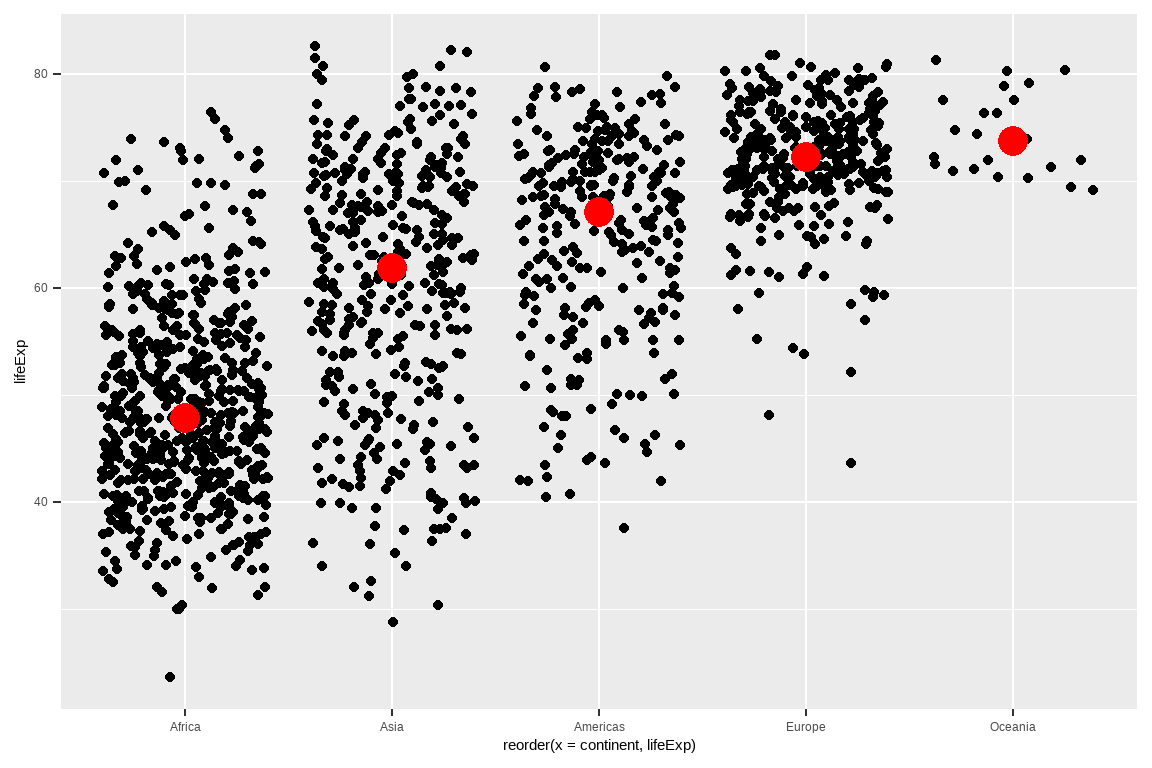 80
60
40
lifeExp
Africa
Asia
Americas
Europe
Oceania
reorder(x = continent, lifeExp)